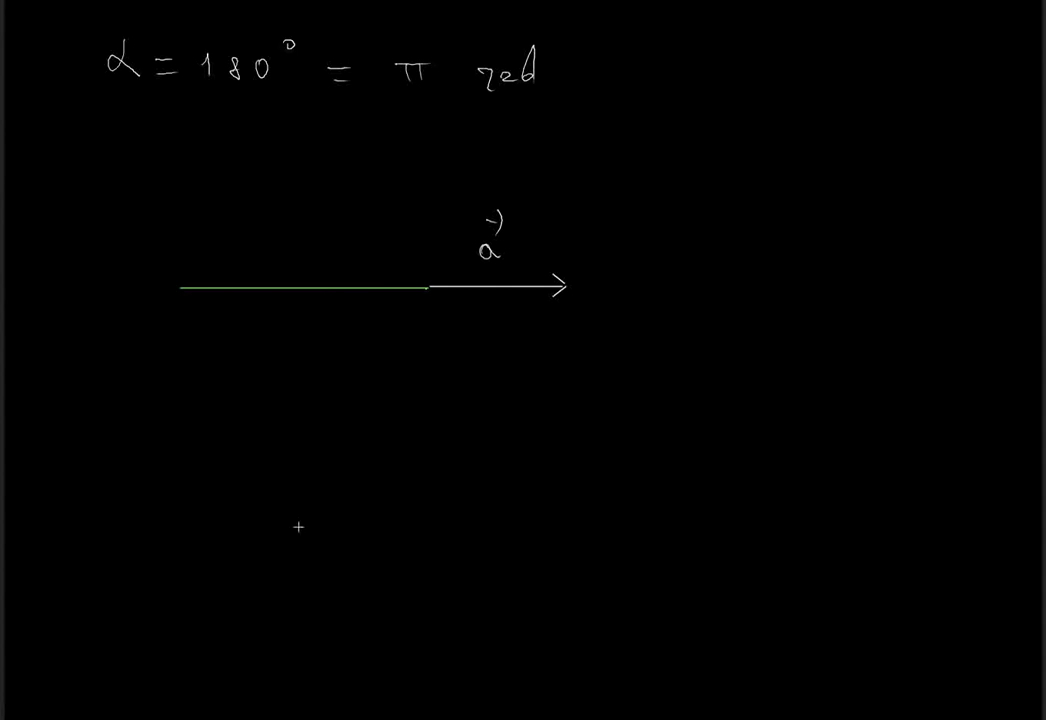 α = 180° = π rad
a⃗